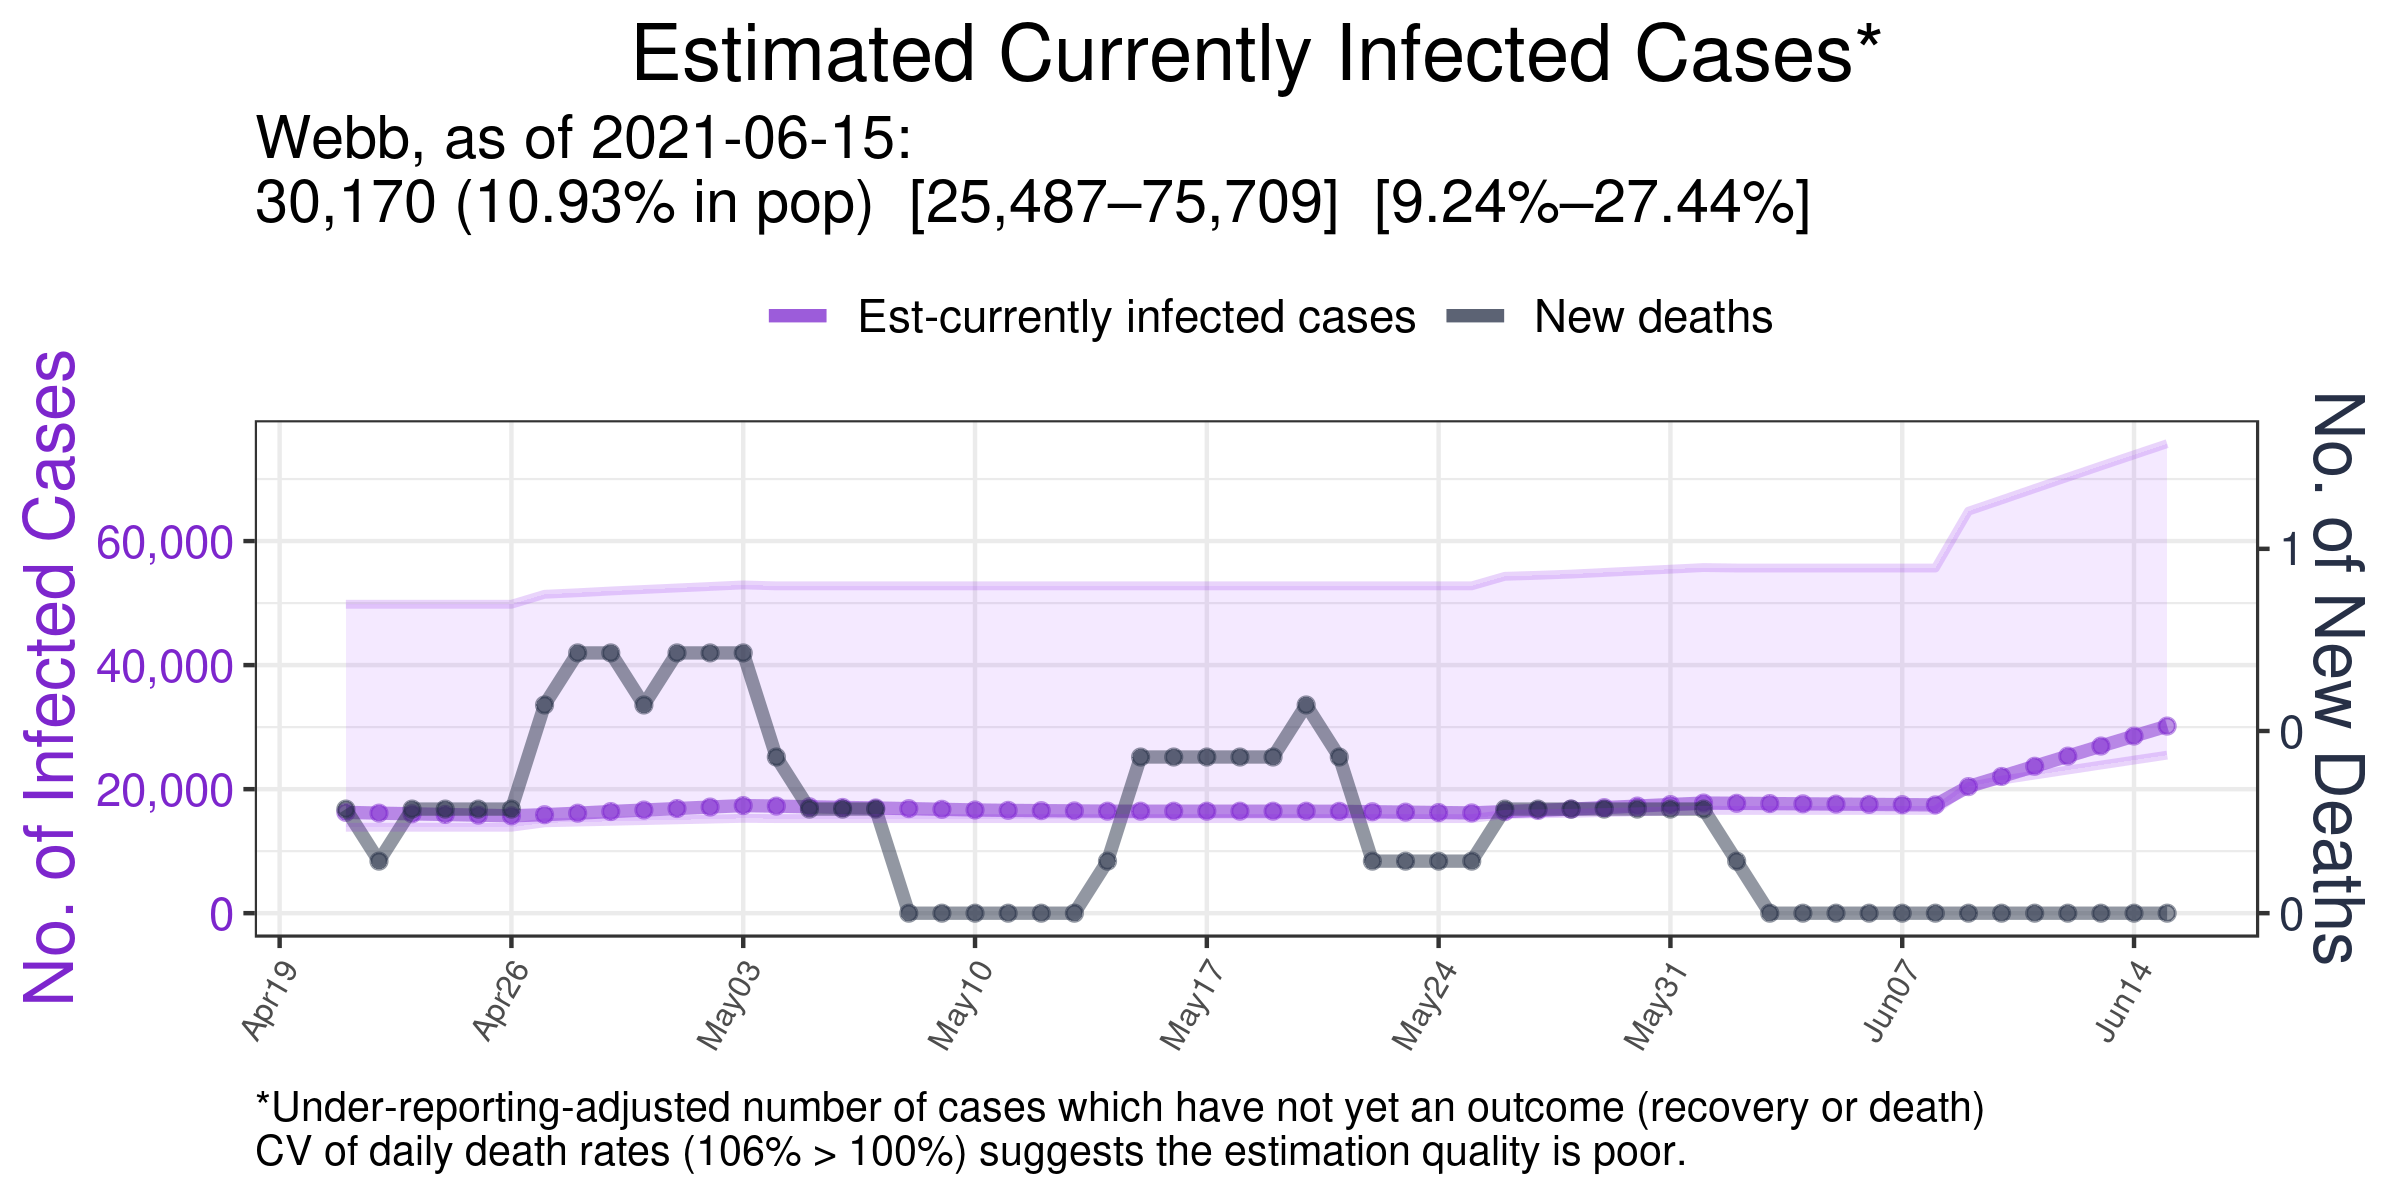 Estimated Currently Infected Cases*
Webb, as of 2021-06-15:
30,170 (10.93% in pop)  [25,487–75,709]  [9.24%–27.44%]
Est-currently infected cases
New deaths
No. of Infected Cases
60,000
40,000
20,000
0
1
0
0
No. of New Deaths
Apr19
Apr26
May03
May10
May17
May24
May31
Jun07
Jun14
*Under-reporting-adjusted number of cases which have not yet an outcome (recovery or death)
CV of daily death rates (106% > 100%) suggests the estimation quality is poor.